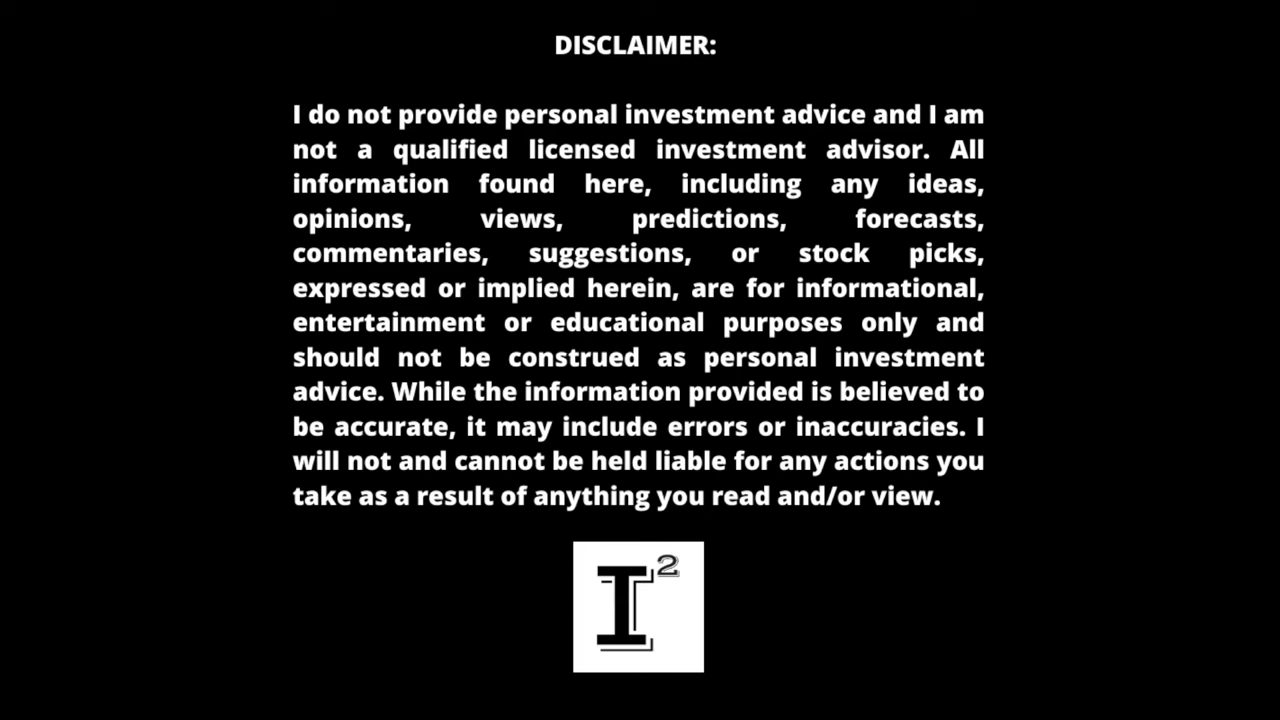 DISCLAIMER:
I do not provide personal investment advice and I am
not a qualified licensed investment advisor. All
information found here, including any ideas,
opinions, views, predictions, forecasts,
commentaries, suggestions, or stock picks,
expressed or implied herein, are for informational,
entertainment or educational purposes only and
should not be construed as personal investment
advice. While the information provided is believed to
be accurate, it may include errors or inaccuracies. I
will not and cannot be held liable for any actions you
take as a result of anything you read and/or view.
I²